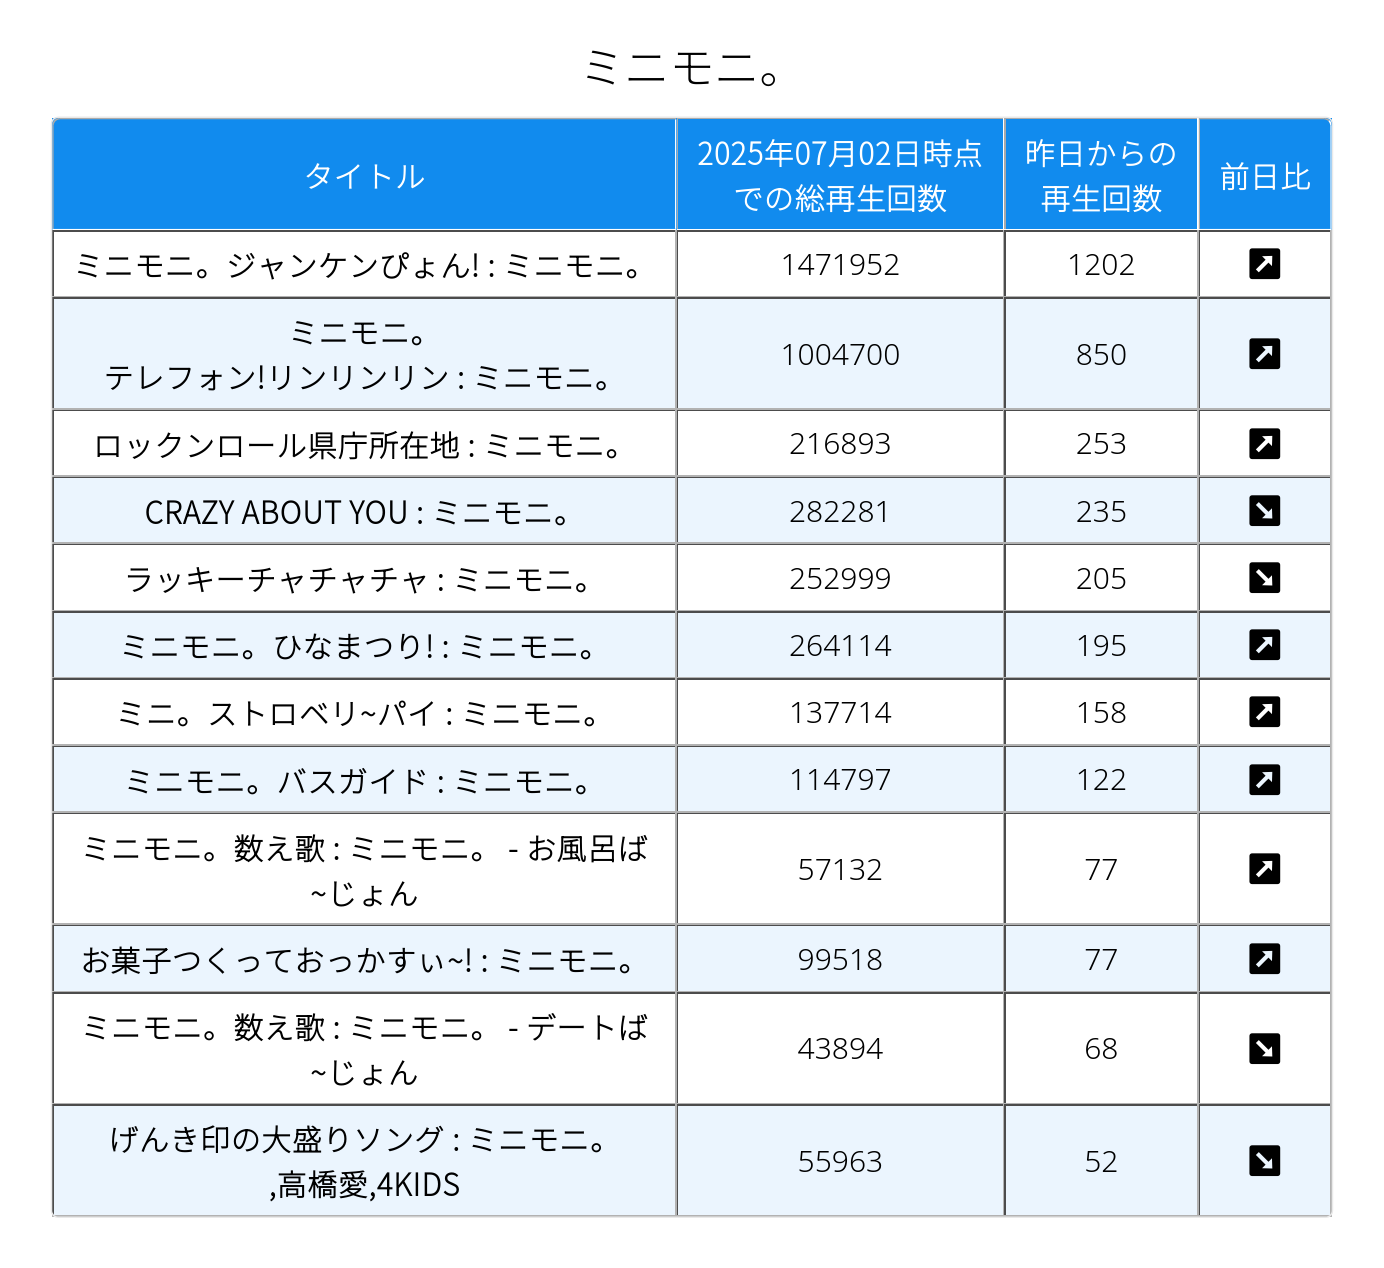 ミニモニ。
タイトル
2025年07月02日時点
での総再生回数
昨日からの
再生回数
前日比
ミニモニ。ジャンケンぴょん! : ミニモニ。
1471952
1202
ミニモニ。
テレフォン!リンリンリン : ミニモニ。
1004700
850
ロックンロール県庁所在地 : ミニモニ。
216893
253
CRAZY ABOUT YOU : ミニモニ。
282281
235
ラッキーチャチャチャ : ミニモニ。
252999
205
ミニモニ。ひなまつり! : ミニモニ。
264114
195
ミニ。ストロベリ~パイ : ミニモニ。
137714
158
ミニモニ。バスガイド : ミニモニ。
114797
122
ミニモニ。数え歌 : ミニモニ。 - お風呂ば
~じょん
57132
77
お菓子つくっておっかすぃ~! : ミニモニ。
99518
77
ミニモニ。数え歌 : ミニモニ。 - デートば
~じょん
43894
68
げんき印の大盛りソング : ミニモニ。
,高橋愛,4KIDS
55963
52